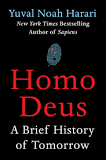 Yuval Noah Harari
New York Times Bestselling
Author of Sapiens
Homo
Deus
A Brief History
of Tomorrow